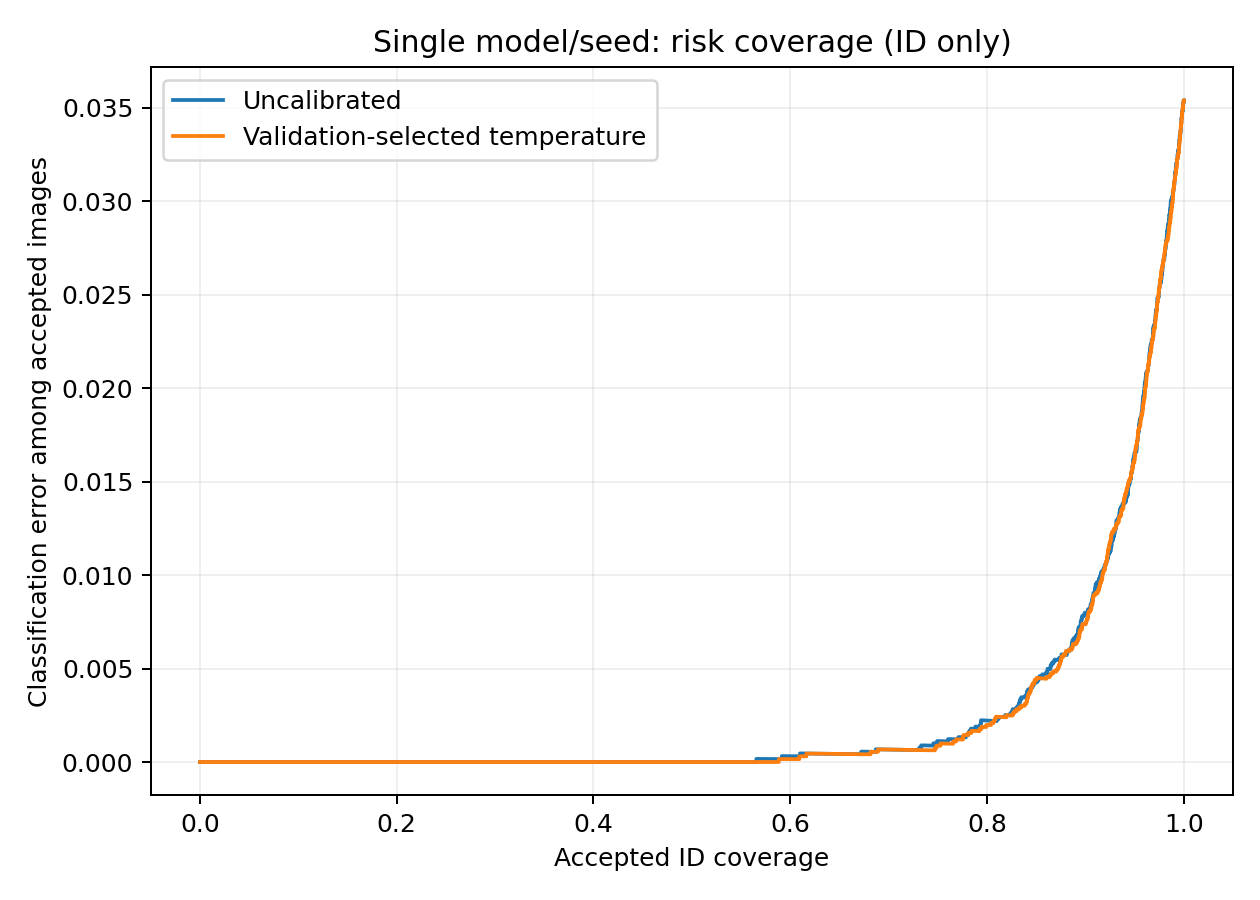 Single model/seed: risk coverage (ID only)
Uncalibrated
Validation-selected temperature
Classification error among accepted images
0.035
0.030
0.025
0.020
0.015
0.010
0.005
0.000
0.0 0.2 0.4 0.6 0.8 1.0
Accepted ID coverage